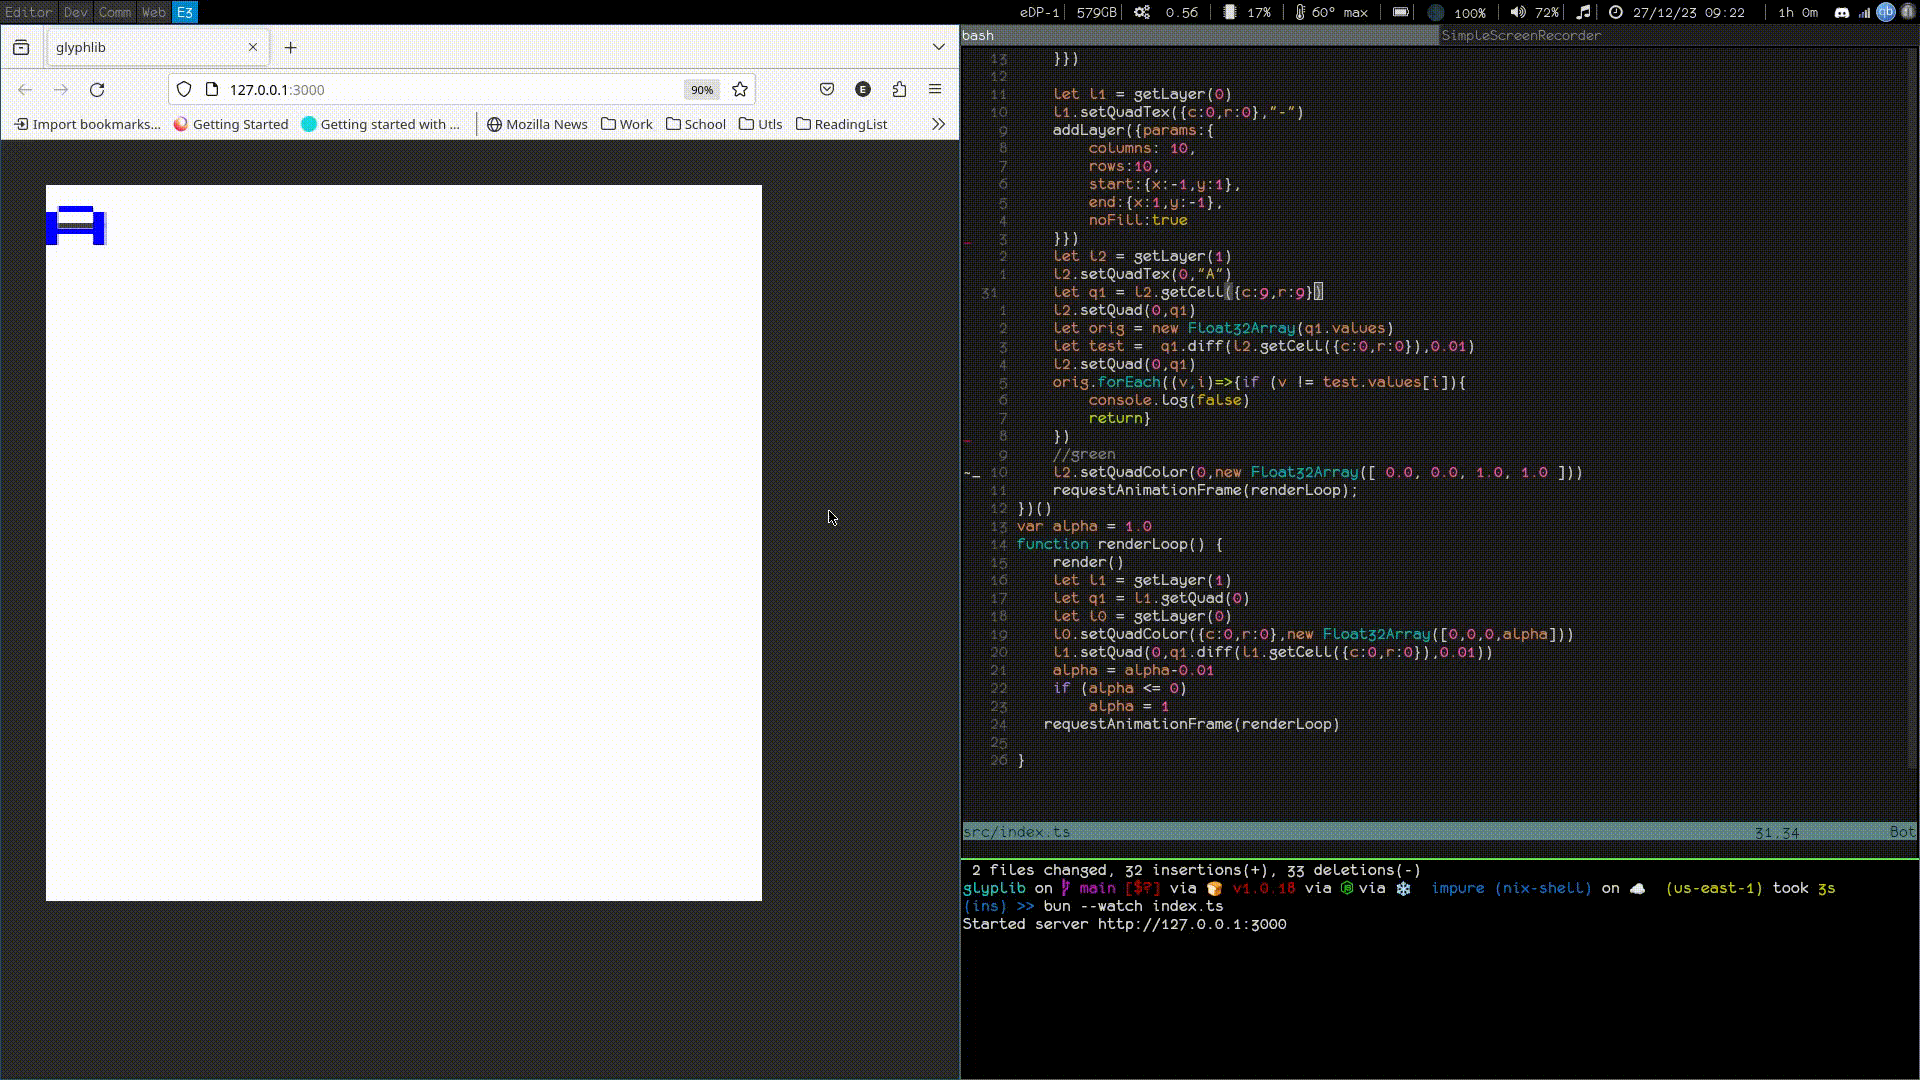 Editor Dev Comm Web E3 eDP-1 579GB 0.56 17% 60° max 100% 72% 27/12/23 09:22 1h 0m
glyphlib
127.0.0.1:3000 90%
Import bookmarks... Getting Started Getting started with ... Mozilla News Work School Utls ReadingList
A
bash SimpleScreenRecorder
13 }})
12
11 let l1 = getLayer(0)
10 l1.setQuadTex({c:0,r:0},"-")
9 addLayer({params:{
8 columns: 10,
7 rows:10,
6 start:{x:-1,y:1},
5 end:{x:1,y:-1},
4 noFill:true
3 }})
2 let l2 = getLayer(1)
1 l2.setQuadTex(0,"A")
31 let q1 = l2.getCell({c:9,r:9})
1 l2.setQuad(0,q1)
2 let orig = new Float32Array(q1.values)
3 let test =  q1.diff(l2.getCell({c:0,r:0}),0.01)
4 l2.setQuad(0,q1)
5 orig.forEach((v,i)=>{if (v != test.values[i]){
6 console.log(false)
7 return}
8 })
9 //green
~_ 10 l2.setQuadColor(0,new Float32Array([ 0.0, 0.0, 1.0, 1.0 ]))
11 requestAnimationFrame(renderLoop);
12 })()
13 var alpha = 1.0
14 function renderLoop() {
15 render()
16 let l1 = getLayer(1)
17 let q1 = l1.getQuad(0)
18 let l0 = getLayer(0)
19 l0.setQuadColor({c:0,r:0},new Float32Array([0,0,0,alpha]))
20 l1.setQuad(0,q1.diff(l1.getCell({c:0,r:0}),0.01))
21 alpha = alpha-0.01
22 if (alpha <= 0)
23 alpha = 1
24 requestAnimationFrame(renderLoop)
25
26 }
src/index.ts 31,34 Bot
2 files changed, 32 insertions(+), 33 deletions(-)
glyplib on main [$?] via v1.0.18 via via impure (nix-shell) on (us-east-1) took 3s
(ins) >> bun --watch index.ts
Started server http://127.0.0.1:3000